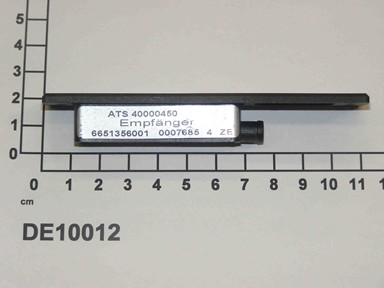 5
4
3
2
1
0
ATS 40000450
Empfänger
6651356001 0007685 4 ZE
0 1 2 3 4 5 6 7 8 9 10 11
cm
DE10012